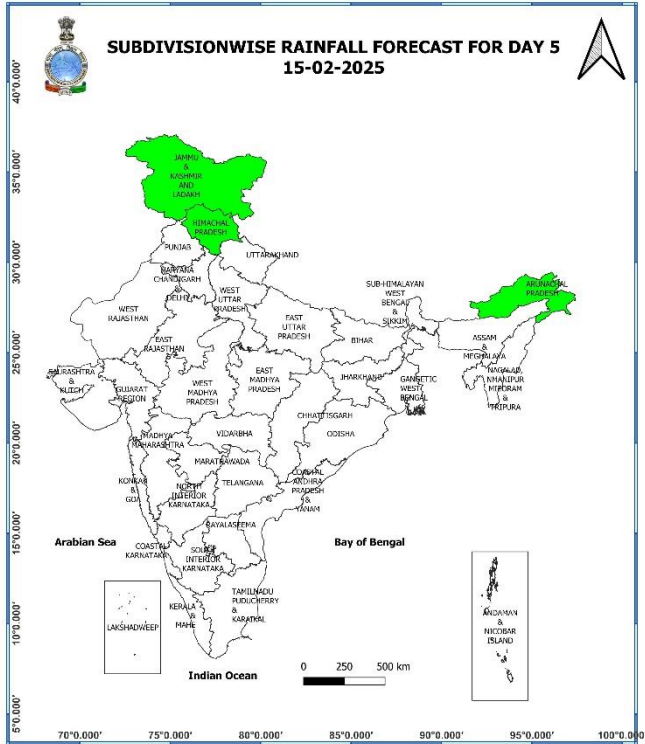 SUBDIVISIONWISE RAINFALL FORECAST FOR DAY 5
15-02-2025
40°0.000'
35°0.000'
30°0.000'
25°0.000'
20°0.000'
15°0.000'
10°0.000'
5°0.000'
JAMMU
&
KASHMIR
AND
LADAKH
HIMACHAL
PRADESH
PUNJAB
UTTARAKHAND
HARYANA
CHANDIGARH
&
DELHI
WEST
UTTAR
PRADESH
WEST
RAJASTHAN
EAST
RAJASTHAN
EAST
UTTAR
PRADESH
SUB-HIMALAYAN
WEST
BENGAL
&
SIKKIM
ARUNACHAL
PRADESH
BIHAR
ASSAM
&
MEGHALAYA
NAGALAD
NMANIPUR
MEORAM
&
TRIPURA
SAURASHTRA
&
KUTCH
GUJARAT
REGION
WEST
MADHYA
PRADESH
EAST
MADHYA
PRADESH
JHARKHAND
GANGETIC
WEST
BENGAL
CHHATTISGARH
ODISHA
MADHYA
MAHARASHTRA
VIDARBHA
MARATHWADA
TELANGANA
KONKAN
&
GOA
NORTH
INTERIOR
KARNATAKA
COASTAL
ANDHRA
PRADESH
&
YANAM
RAYALASEEMA
COASTAL
KARNATAKA
SOUTH
INTERIOR
KARNATAKA
Arabian Sea
Bay of Bengal
LAKSHADWEEP
KERALA
&
MAHE
TAMILNADU
PUDUCHERRY
&
KARAIKAL
ANDAMAN
&
NICOBAR
ISLAND
Indian Ocean
0 250 500 km
70°0.000' 75°0.000' 80°0.000' 85°0.000' 90°0.000' 95°0.000' 100°0.000'